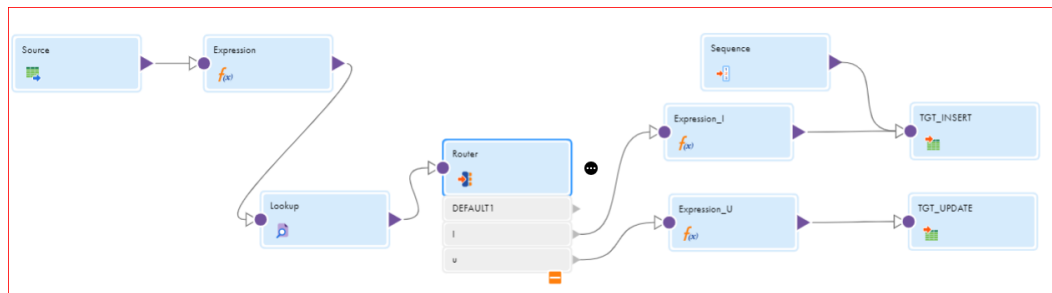 Source
Expression
f(x)
Sequence
Expression_I
f(x)
TGT_INSERT
Router
DEFAULT1
I
u
Lookup
Expression_U
f(x)
TGT_UPDATE